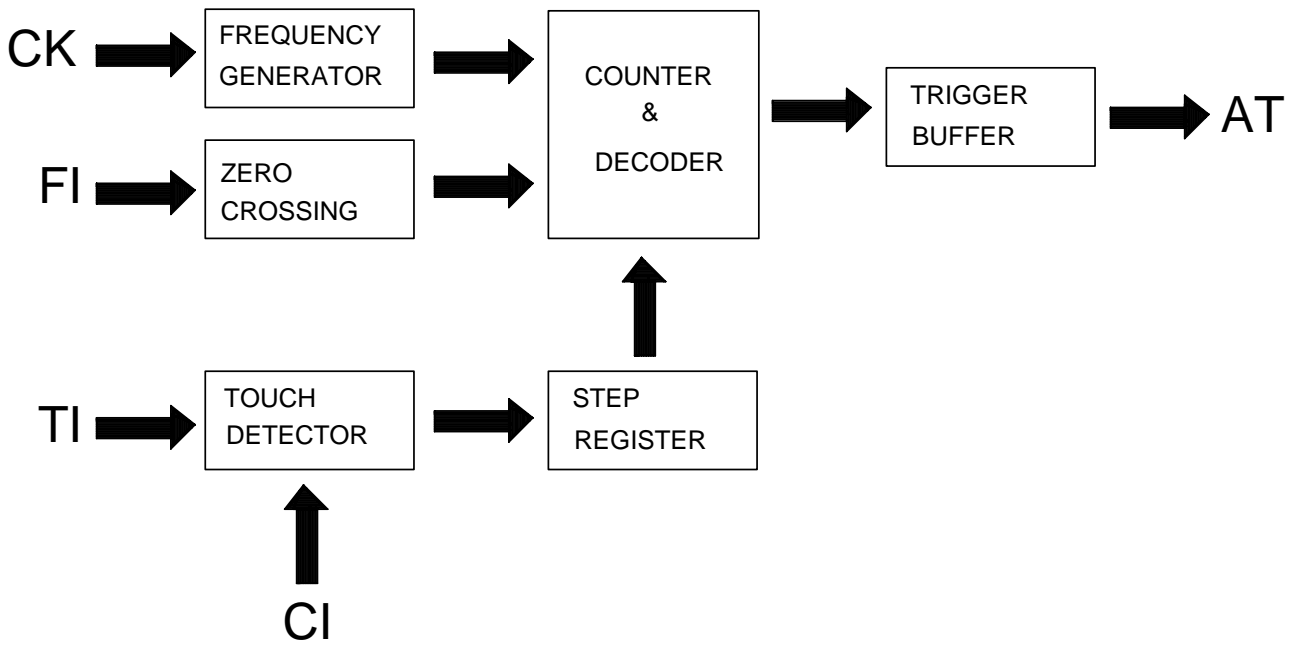 CK
FREQUENCY
GENERATOR
COUNTER
&
DECODER
TRIGGER
BUFFER
AT
FI
ZERO
CROSSING
TI
TOUCH
DETECTOR
STEP
REGISTER
CI